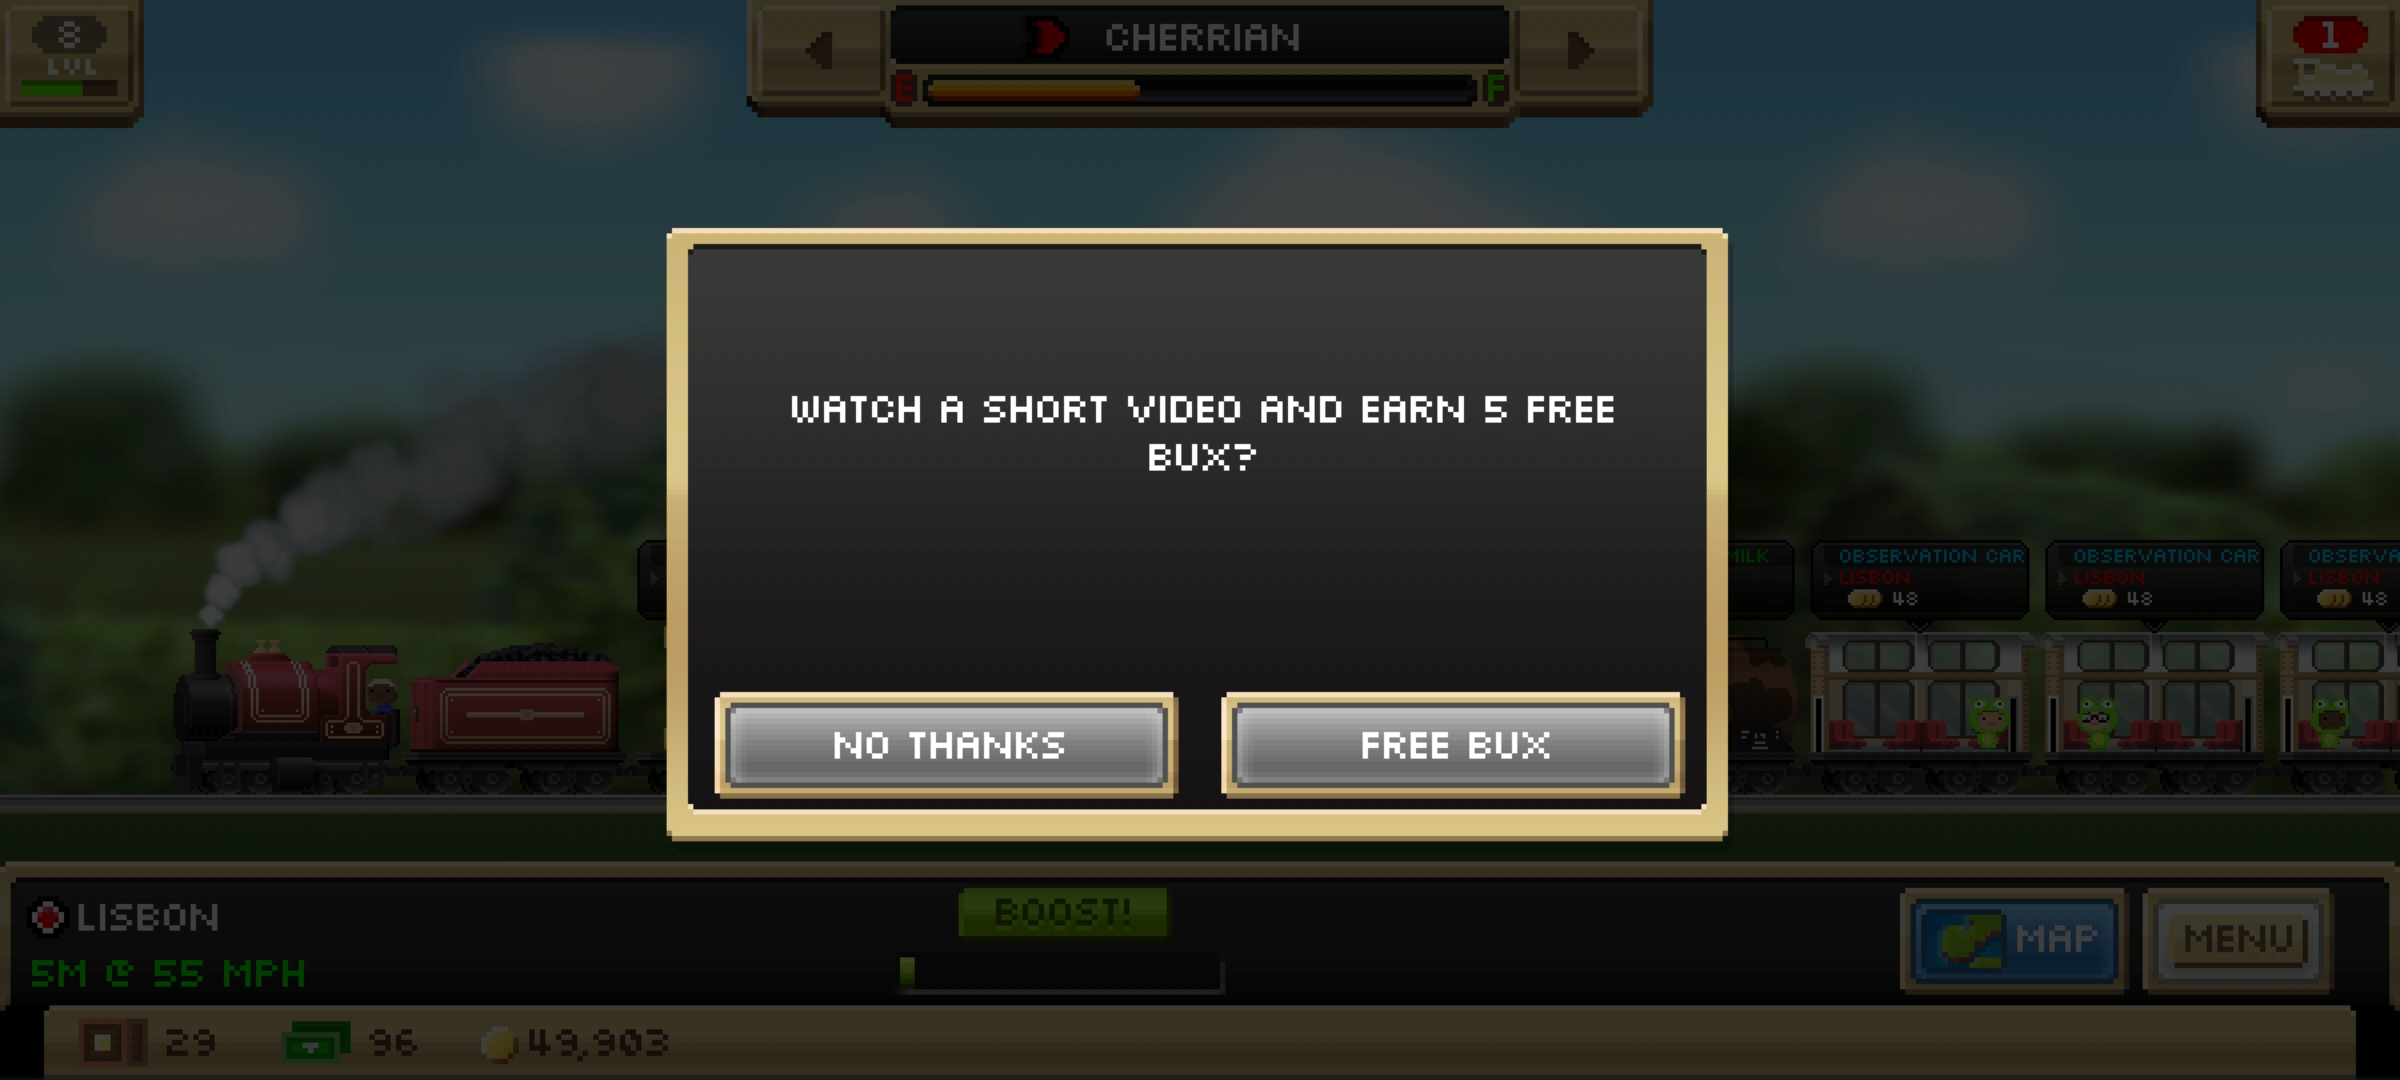 8
LVL
CHERRIAN
E F
1
WATCH A SHORT VIDEO AND EARN 5 FREE
BUX?
MILK
OBSERVATION CAR
LISBON
48
OBSERVATION CAR
LISBON
48
OBSERVA
LISBON
48
NO THANKS
FREE BUX
LISBON
5M @ 55 MPH
BOOST!
MAP
MENU
29
96
49,903